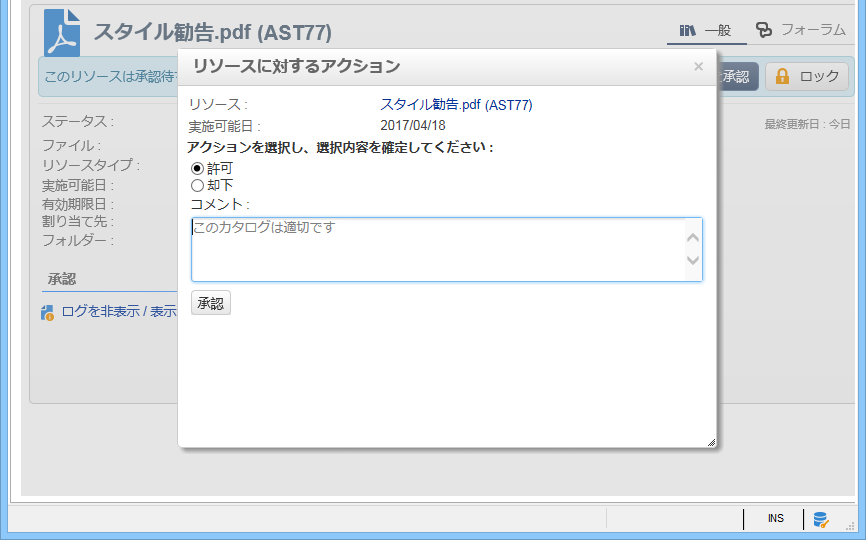 スタイル勧告.pdf (AST77)
一般
フォーラム
このリソースは承認待
承認
ロック
リソースに対するアクション
リソース :
スタイル勧告.pdf (AST77)
実施可能日 :
2017/04/18
アクションを選択し、選択内容を確定してください :
許可
却下
コメント :
このカタログは適切です
承認
ステータス :
最終更新日 : 今日
ファイル :
リソースタイプ :
実施可能日 :
有効期限日 :
割り当て先 :
フォルダー :
承認
ログを非表示 / 表示
INS